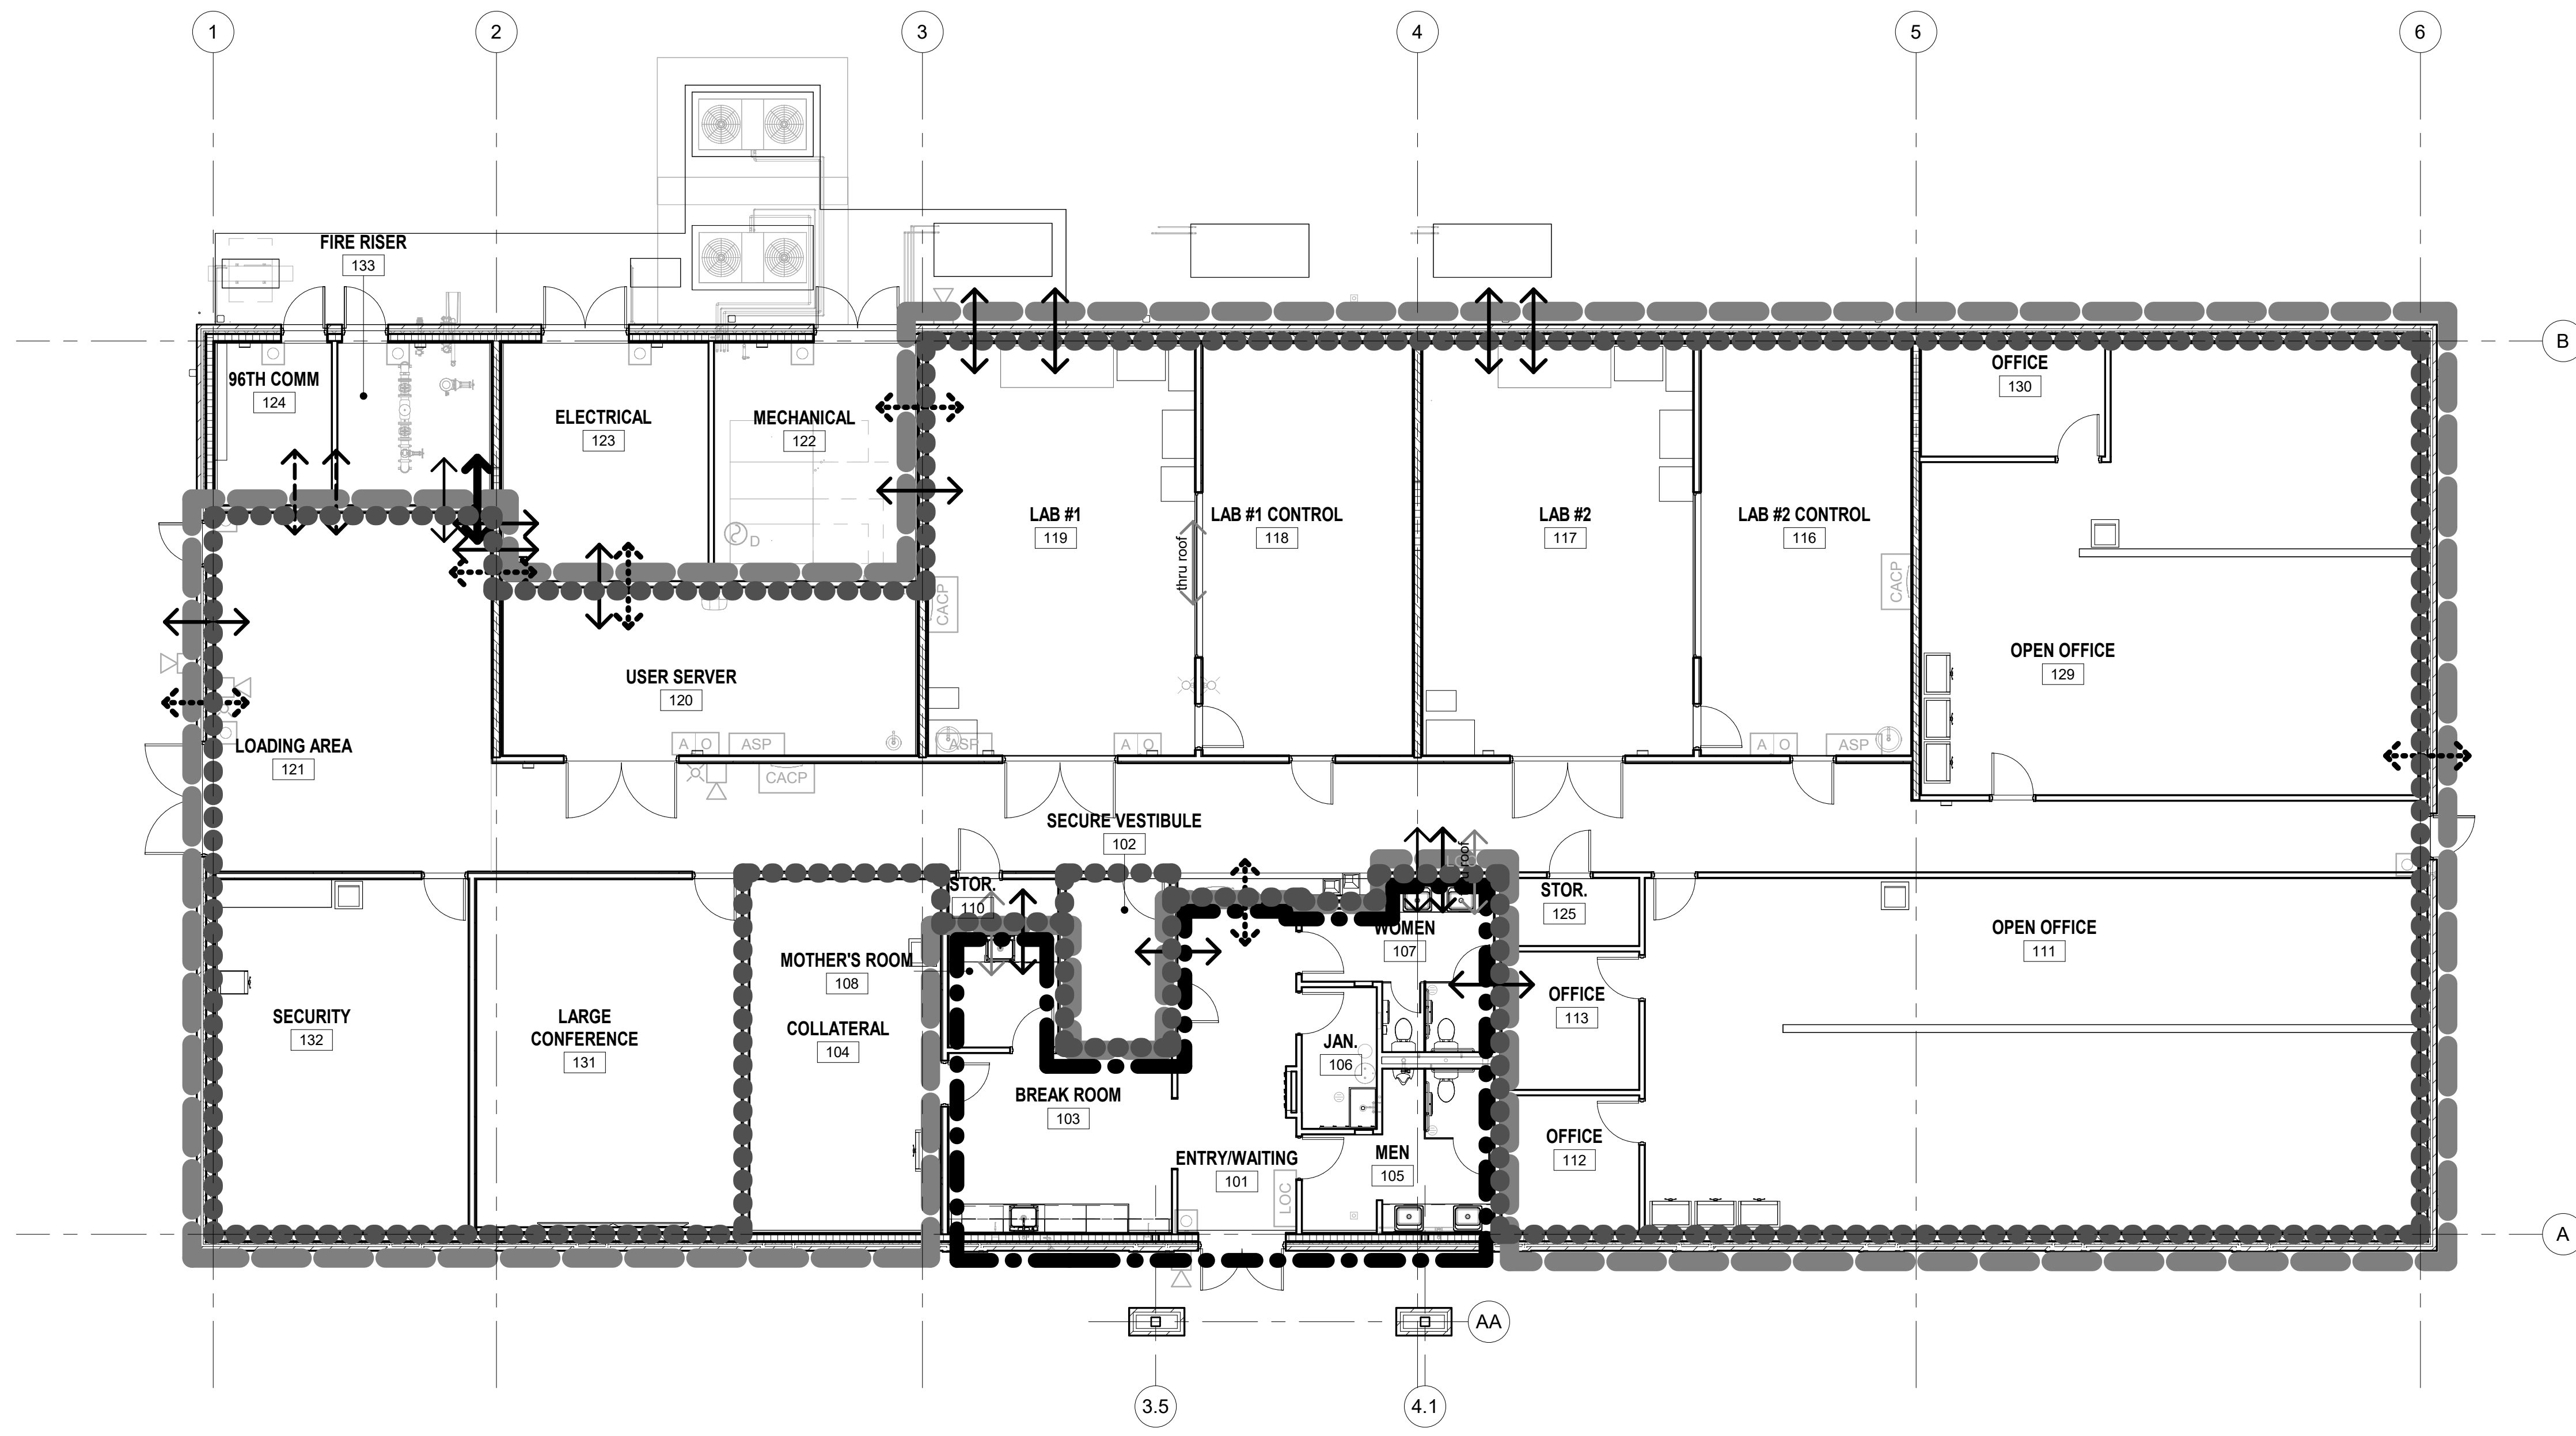 1
2
3
4
5
6
FIRE RISER
133
B
96TH COMM
124
ELECTRICAL
123
MECHANICAL
122
OFFICE
130
D
LAB #1
119
LAB #1 CONTROL
118
thru roof
LAB #2
117
LAB #2 CONTROL
116
CACP
CACP
OPEN OFFICE
129
USER SERVER
120
LOADING AREA
121
A O
ASP
CACP
ASP
A O
A O
ASP
SECURE VESTIBULE
102
STOR.
110
STOR.
125
WOMEN
107
OPEN OFFICE
111
MOTHER'S ROOM
108
SECURITY
132
LARGE
CONFERENCE
131
COLLATERAL
104
OFFICE
113
JAN.
106
BREAK ROOM
103
ENTRY/WAITING
101
LOC
MEN
105
OFFICE
112
A
AA
3.5
4.1